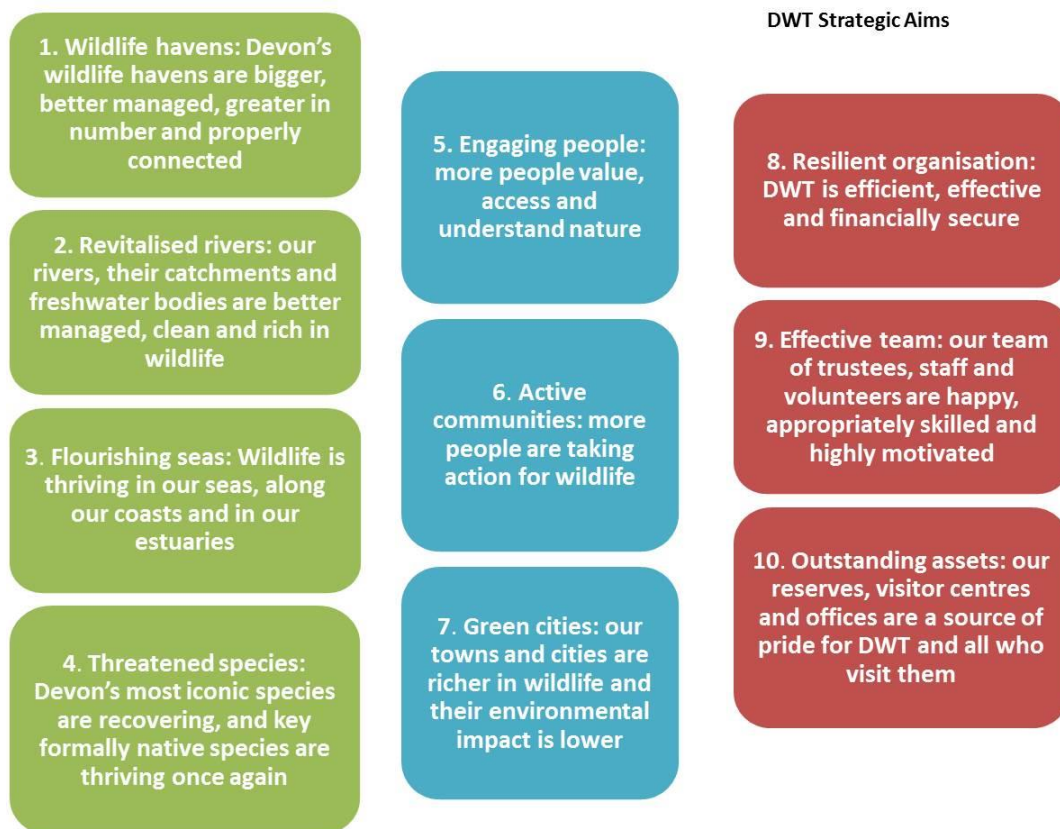 DWT Strategic Aims
1. Wildlife havens: Devon’s
wildlife havens are bigger,
better managed, greater in
number and properly
connected
2. Revitalised rivers: our
rivers, their catchments and
freshwater bodies are better
managed, clean and rich in
wildlife
3. Flourishing seas: Wildlife is
thriving in our seas, along
our coasts and in our
estuaries
4. Threatened species:
Devon’s most iconic species
are recovering, and key
formally native species are
thriving once again
5. Engaging people:
more people value,
access and
understand nature
6. Active
communities: more
people are taking
action for wildlife
7. Green cities: our
towns and cities are
richer in wildlife and
their environmental
impact is lower
8. Resilient organisation:
DWT is efficient, effective
and financially secure
9. Effective team: our team
of trustees, staff and
volunteers are happy,
appropriately skilled and
highly motivated
10. Outstanding assets: our
reserves, visitor centres
and offices are a source of
pride for DWT and all who
visit them